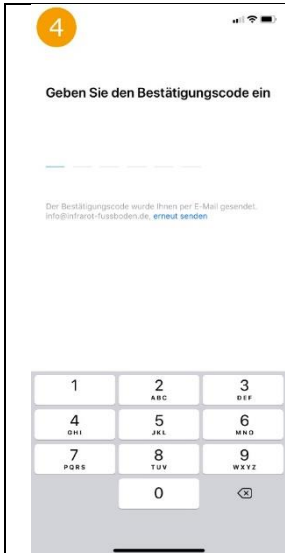 4
Geben Sie den Bestätigungscode ein
Der Bestätigungscode wurde Ihnen per E-Mail gesendet.
info@infrarot-fussboden.de, erneut senden
1 2 3
ABC DEF
4 5 6
GHI JKL MNO
7 8 9
PQRS TUV WXYZ
0